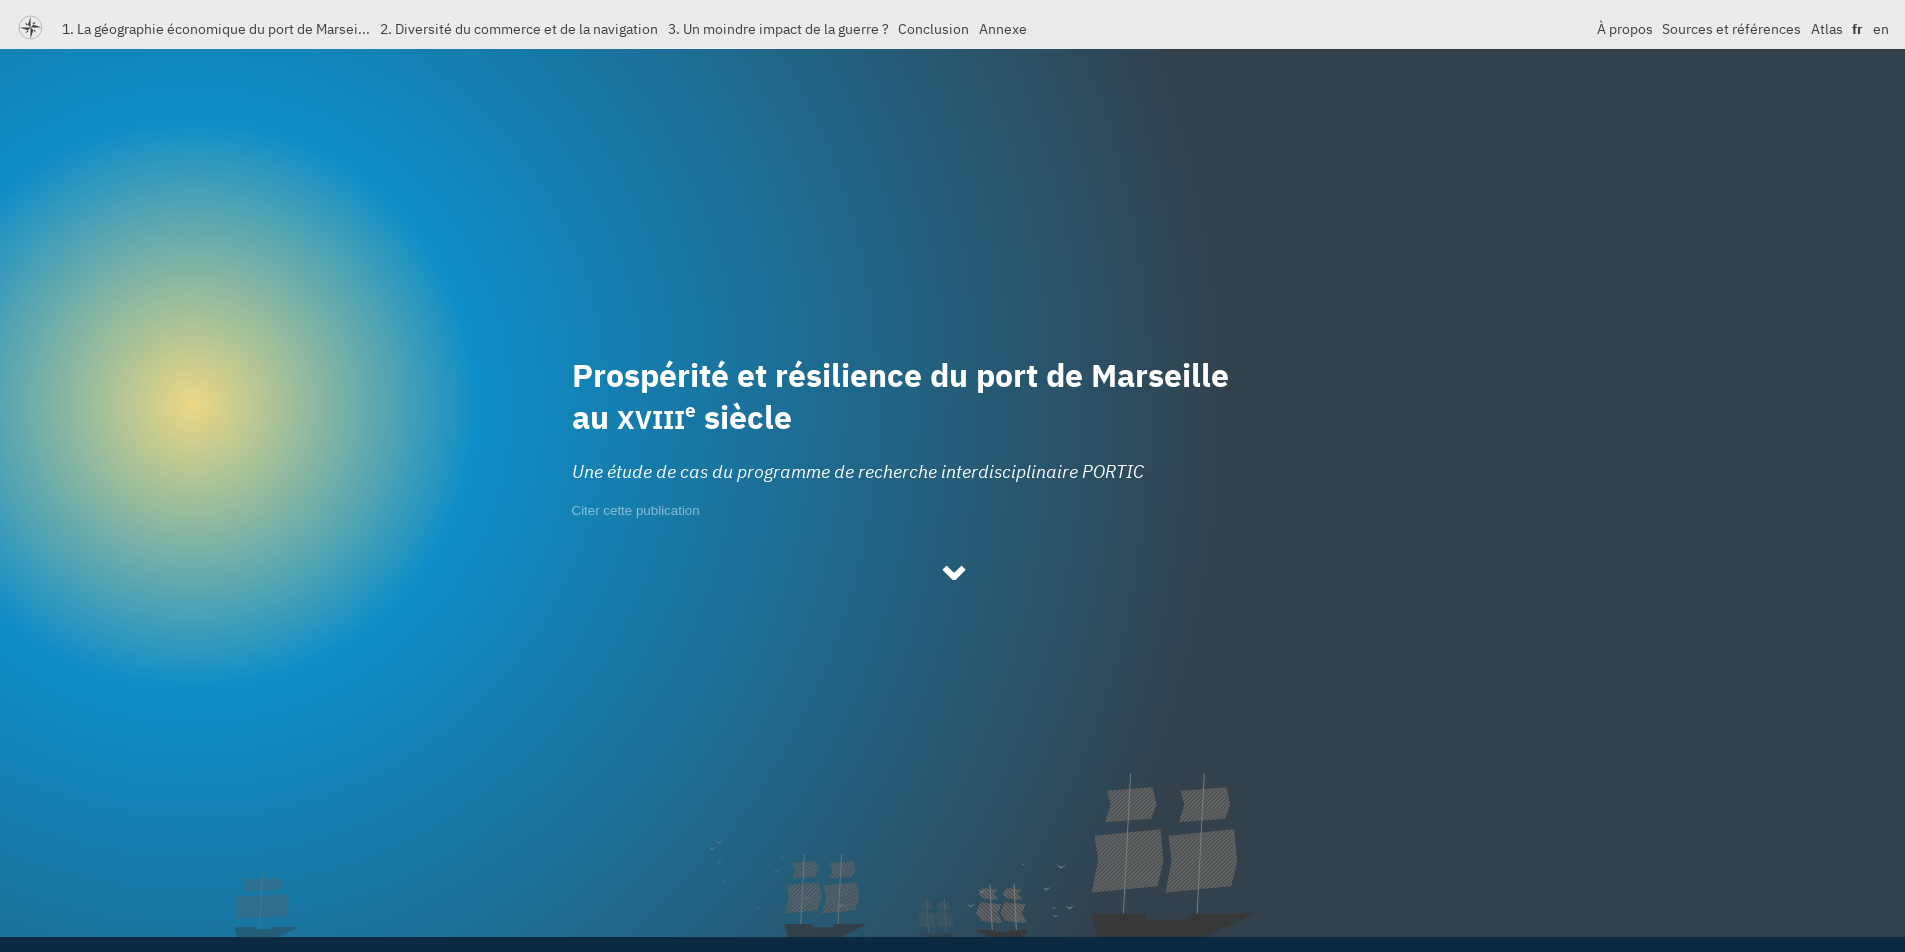 1. La géographie économique du port de Marsei... 2. Diversité du commerce et de la navigation 3. Un moindre impact de la guerre ? Conclusion Annexe À propos Sources et références Atlas fr en
Prospérité et résilience du port de Marseille
au XVIIIe siècle
Une étude de cas du programme de recherche interdisciplinaire PORTIC
Citer cette publication